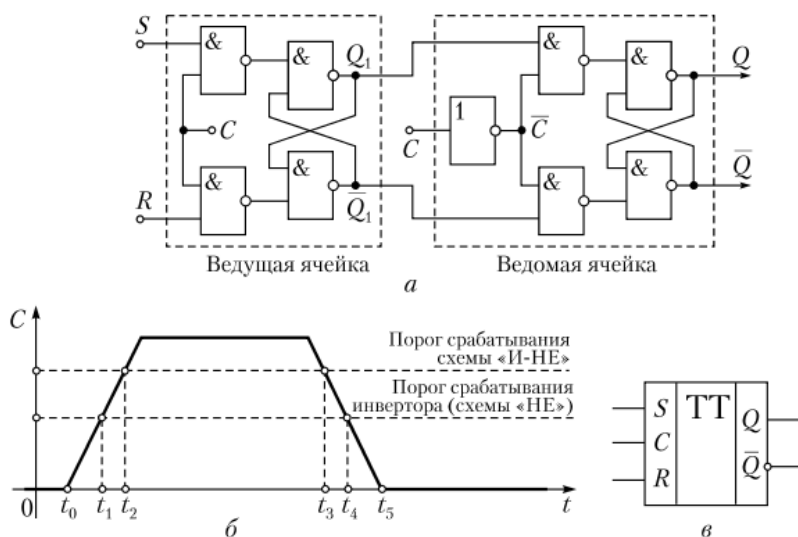 S
& & Q₁ & & Q
C 1 C̅
C
& & & & Q̅
R Q̅₁
Ведущая ячейка Ведомая ячейка
а
C
Порог срабатывания
схемы «И-НЕ»
Порог срабатывания
инвертора (схемы «НЕ»)
S TT Q
C
R Q̅
0 t₀ t₁ t₂ t₃ t₄ t₅ t
б в